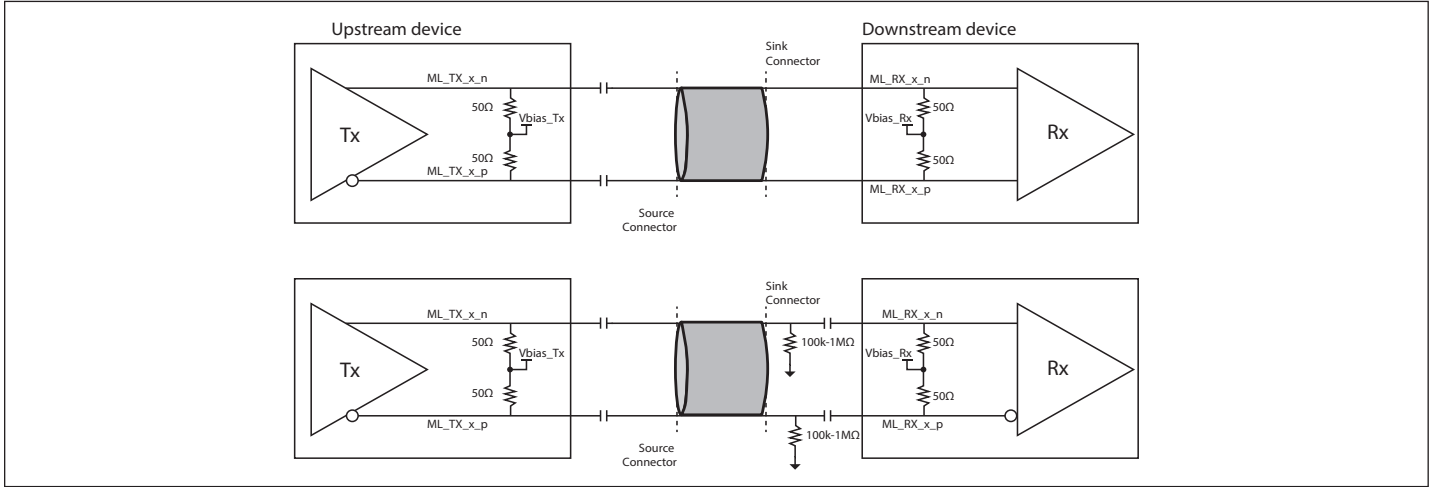 Upstream device
Downstream device
Sink
Connector
ML_TX_x_n
ML_RX_x_n
50Ω
50Ω
Vbias_Tx
Vbias_Rx
Tx
Rx
50Ω
50Ω
ML_TX_x_p
ML_RX_x_p
Source
Connector
Sink
Connector
ML_TX_x_n
ML_RX_x_n
50Ω
100k-1MΩ
50Ω
Vbias_Tx
Vbias_Rx
Tx
Rx
50Ω
50Ω
ML_TX_x_p
ML_RX_x_p
100k-1MΩ
Source
Connector